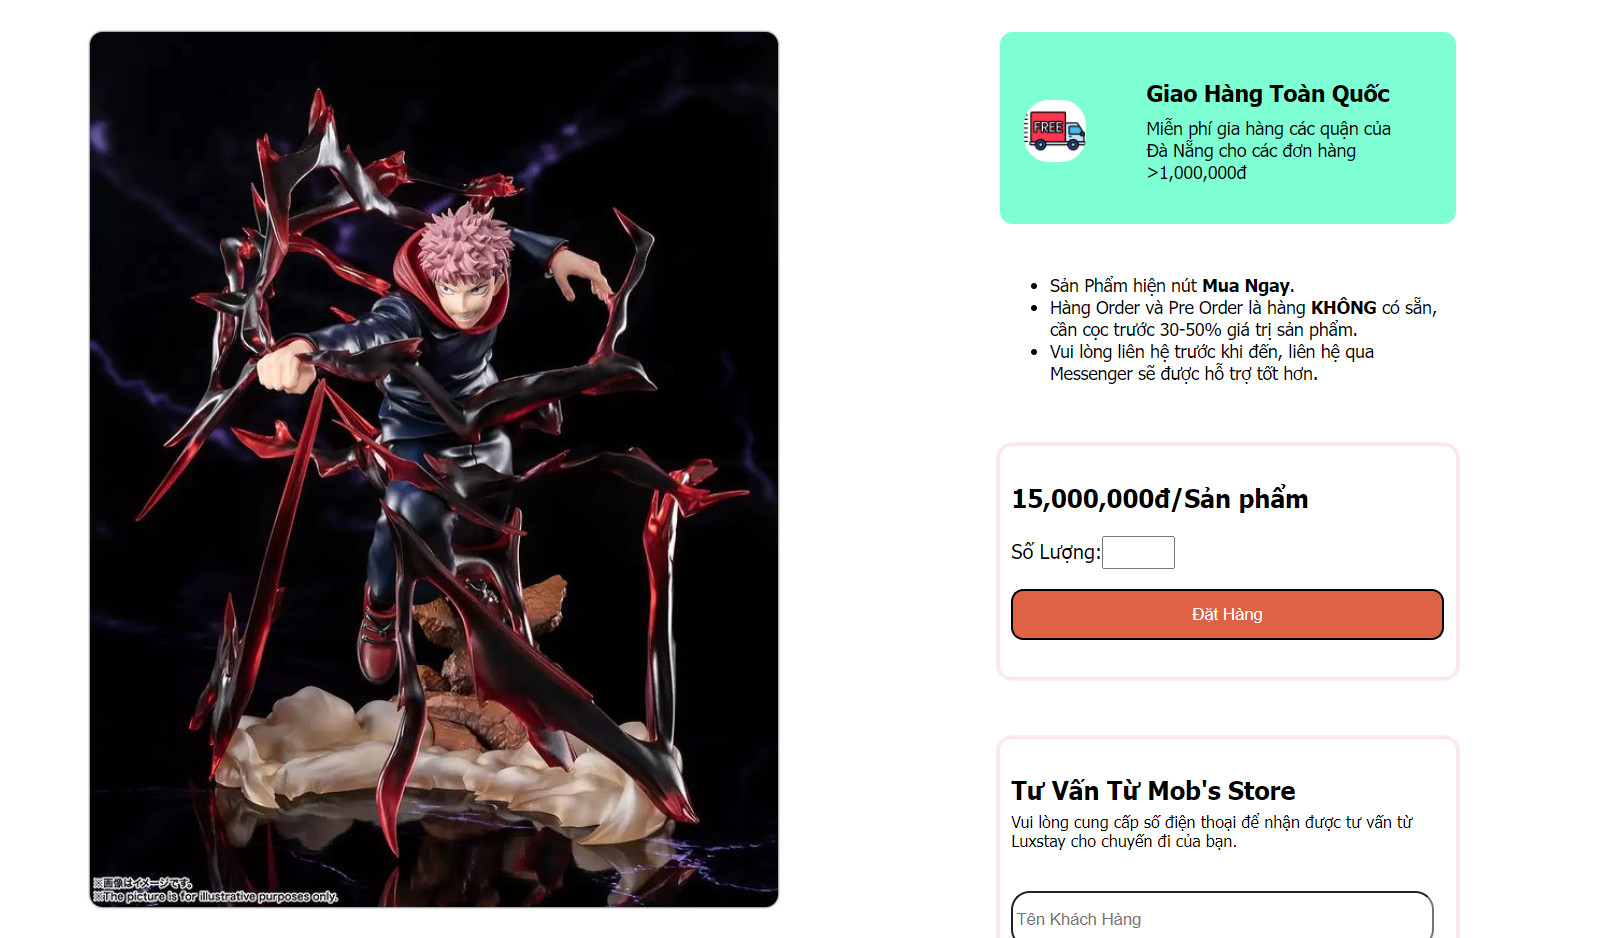 ※画像はイメージです。
※The picture is for illustrative purposes only.
FREE
Giao Hàng Toàn Quốc
Miễn phí gia hàng các quận của
Đà Nẵng cho các đơn hàng
>1,000,000đ
Sản Phẩm hiện nút Mua Ngay.
Hàng Order và Pre Order là hàng KHÔNG có sẵn,
cần cọc trước 30-50% giá trị sản phẩm.
Vui lòng liên hệ trước khi đến, liên hệ qua
Messenger sẽ được hỗ trợ tốt hơn.
15,000,000đ/Sản phẩm
Số Lượng:
Đặt Hàng
Tư Vấn Từ Mob's Store
Vui lòng cung cấp số điện thoại để nhận được tư vấn từ
Luxstay cho chuyến đi của bạn.
Tên Khách Hàng